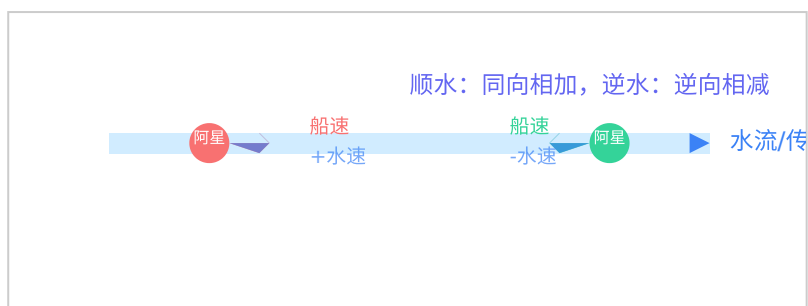 顺水：同向相加，逆水：逆向相减
船速
船速
阿星
阿星
水流/传
+水速
-水速